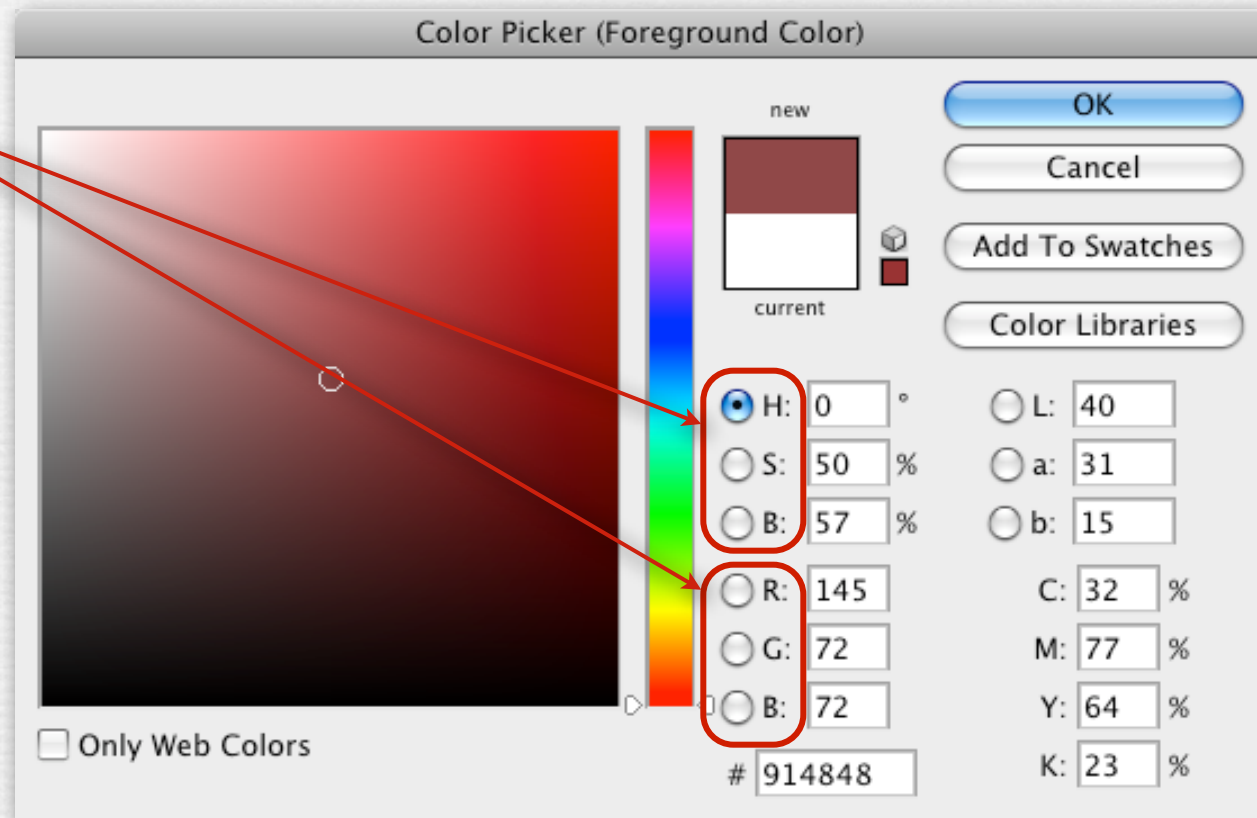 Color Picker (Foreground Color)
new
current
OK
Cancel
Add To Swatches
Color Libraries
H: 0 °
S: 50 %
B: 57 %
R: 145
G: 72
B: 72
# 914848
L: 40
a: 31
b: 15
C: 32 %
M: 77 %
Y: 64 %
K: 23 %
Only Web Colors